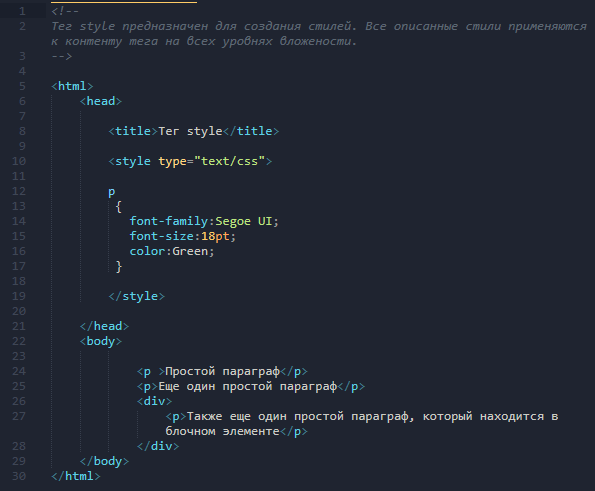 1 <!--
2 Тег style предназначен для создания стилей. Все описанные стили применяются
к контенту тега на всех уровнях вложености.
3 -->
4
5 <html>
6 <head>
7
8 <title>Тег style</title>
9
10 <style type="text/css">
11
12 p
13 {
14 font-family:Segoe UI;
15 font-size:18pt;
16 color:Green;
17 }
18
19 </style>
20
21 </head>
22 <body>
23
24 <p >Простой параграф</p>
25 <p>Еще один простой параграф</p>
26 <div>
27 <p>Также еще один простой параграф, который находится в
блочном элементе</p>
28 </div>
29 </body>
30 </html>